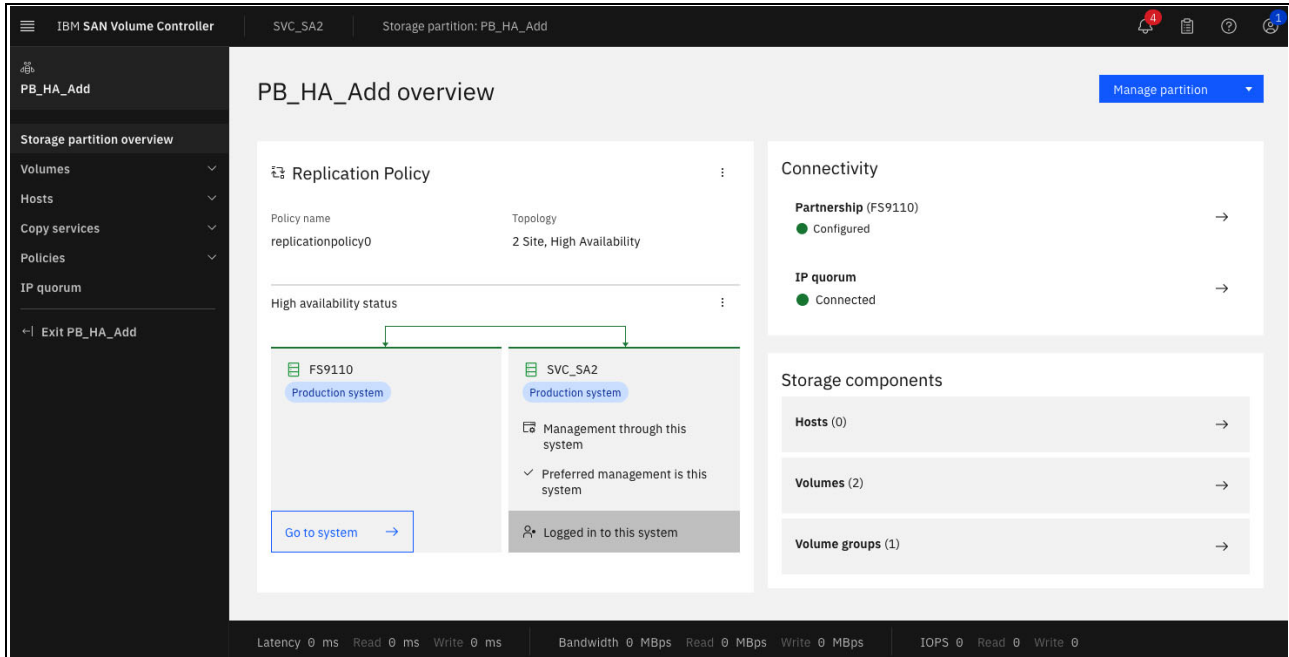 IBM SAN Volume Controller
SVC_SA2
Storage partition: PB_HA_Add
4
1
PB_HA_Add
Storage partition overview
Volumes
Hosts
Copy services
Policies
IP quorum
Exit PB_HA_Add
PB_HA_Add overview
Manage partition
Replication Policy
Policy name
replicationpolicy0
Topology
2 Site, High Availability
High availability status
FS9110
Production system
Go to system
SVC_SA2
Production system
Management through this
system
Preferred management is this
system
Logged in to this system
Connectivity
Partnership (FS9110)
Configured
IP quorum
Connected
Storage components
Hosts (0)
Volumes (2)
Volume groups (1)
Latency 0 ms Read 0 ms Write 0 ms
Bandwidth 0 MBps Read 0 MBps Write 0 MBps
IOPS 0 Read 0 Write 0